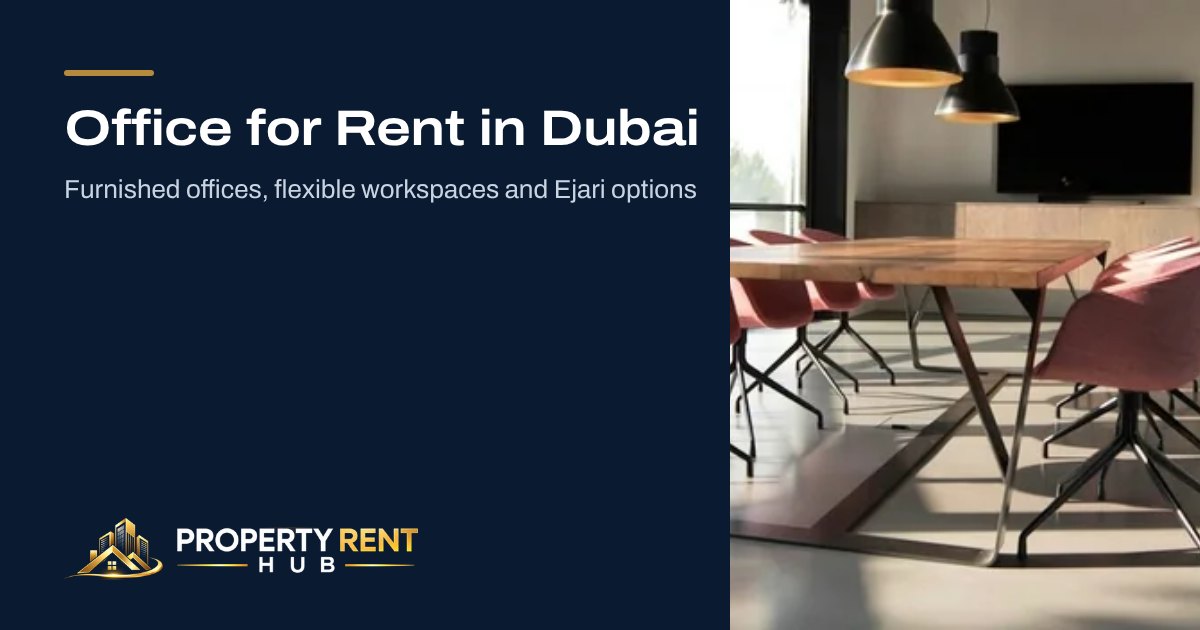 Office for Rent in Dubai
Furnished offices, flexible workspaces and Ejari options
PROPERTY RENT
HUB